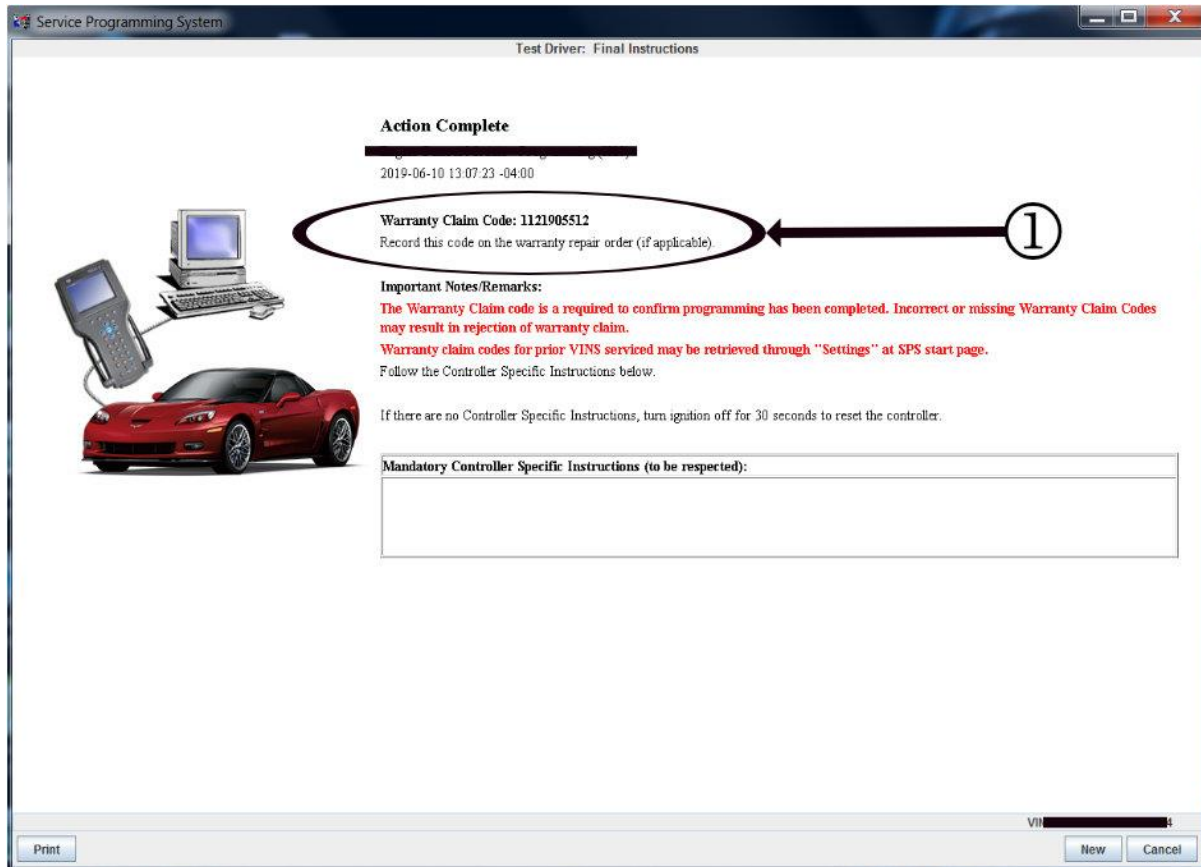 Service Programming System
Test Driver: Final Instructions
Action Complete
2019-06-10 13:07:23 -04:00
Warranty Claim Code: 1121905512
Record this code on the warranty repair order (if applicable).
1
Important Notes/Remarks:
The Warranty Claim code is a required to confirm programming has been completed. Incorrect or missing Warranty Claim Codes
may result in rejection of warranty claim.
Warranty claim codes for prior VINS serviced may be retrieved through "Settings" at SPS start page.
Follow the Controller Specific Instructions below.
If there are no Controller Specific Instructions, turn ignition off for 30 seconds to reset the controller.
Mandatory Controller Specific Instructions (to be respected):
VIN 4
Print New Cancel